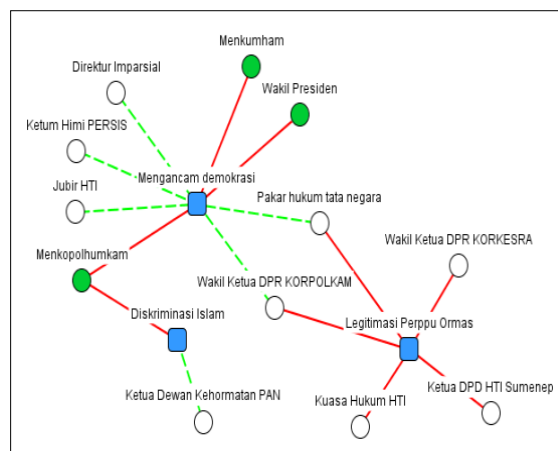 Menkumham
Direktur Imparsial
Wakil Presiden
Ketum Himi PERSIS
Mengancam demokrasi
Jubir HTI
Pakar hukum tata negara
Wakil Ketua DPR KORKESRA
Menkopolhumkam
Wakil Ketua DPR KORPOLKAM
Diskriminasi Islam
Legitimasi Perppu Ormas
Ketua Dewan Kehormatan PAN
Kuasa Hukum HTI
Ketua DPD HTI Sumenep